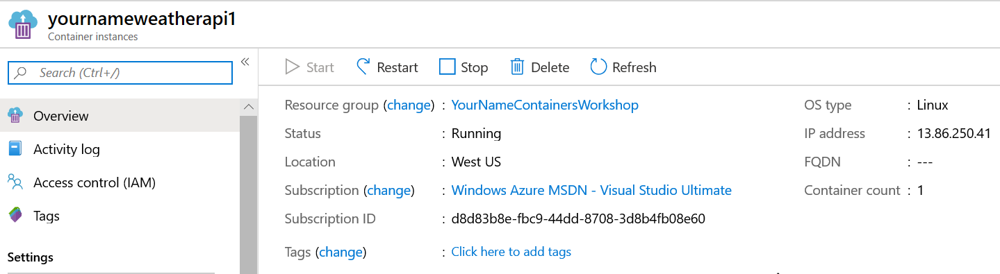 yournameweatherapi1
Container instances
Search (Ctrl+/)
«
Overview
Activity log
Access control (IAM)
Tags
Settings
Start Restart Stop Delete Refresh
Resource group (change) : YourNameContainersWorkshop OS type : Linux
Status : Running IP address : 13.86.250.41
Location : West US FQDN : ---
Subscription (change) : Windows Azure MSDN - Visual Studio Ultimate Container count : 1
Subscription ID : d8d83b8e-fbc9-44dd-8708-3d8b4fb08e60
Tags (change) : Click here to add tags